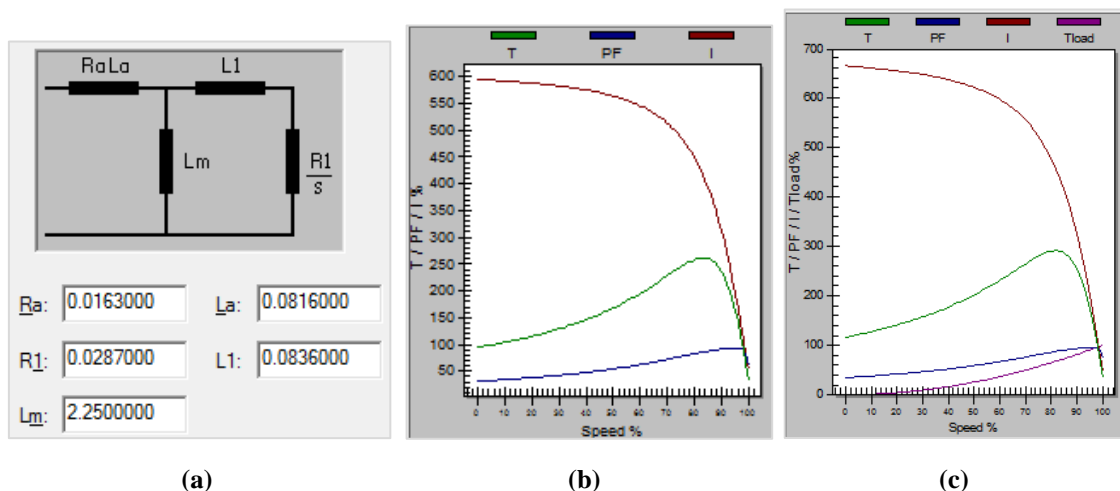 RaLa L1
Lm
R1
s
Ra: 0.0163000 La: 0.0816000
R1: 0.0287000 L1: 0.0836000
Lm: 2.2500000
(a)
T PF I
600
550
500
450
400
350
300
250
200
150
100
50
T / PF / I %
0 10 20 30 40 50 60 70 80 90 100
Speed %
(b)
T PF I Tload
700
600
500
400
300
200
100
0
T / PF / I / Tload%
0 10 20 30 40 50 60 70 80 90 100
Speed %
(c)